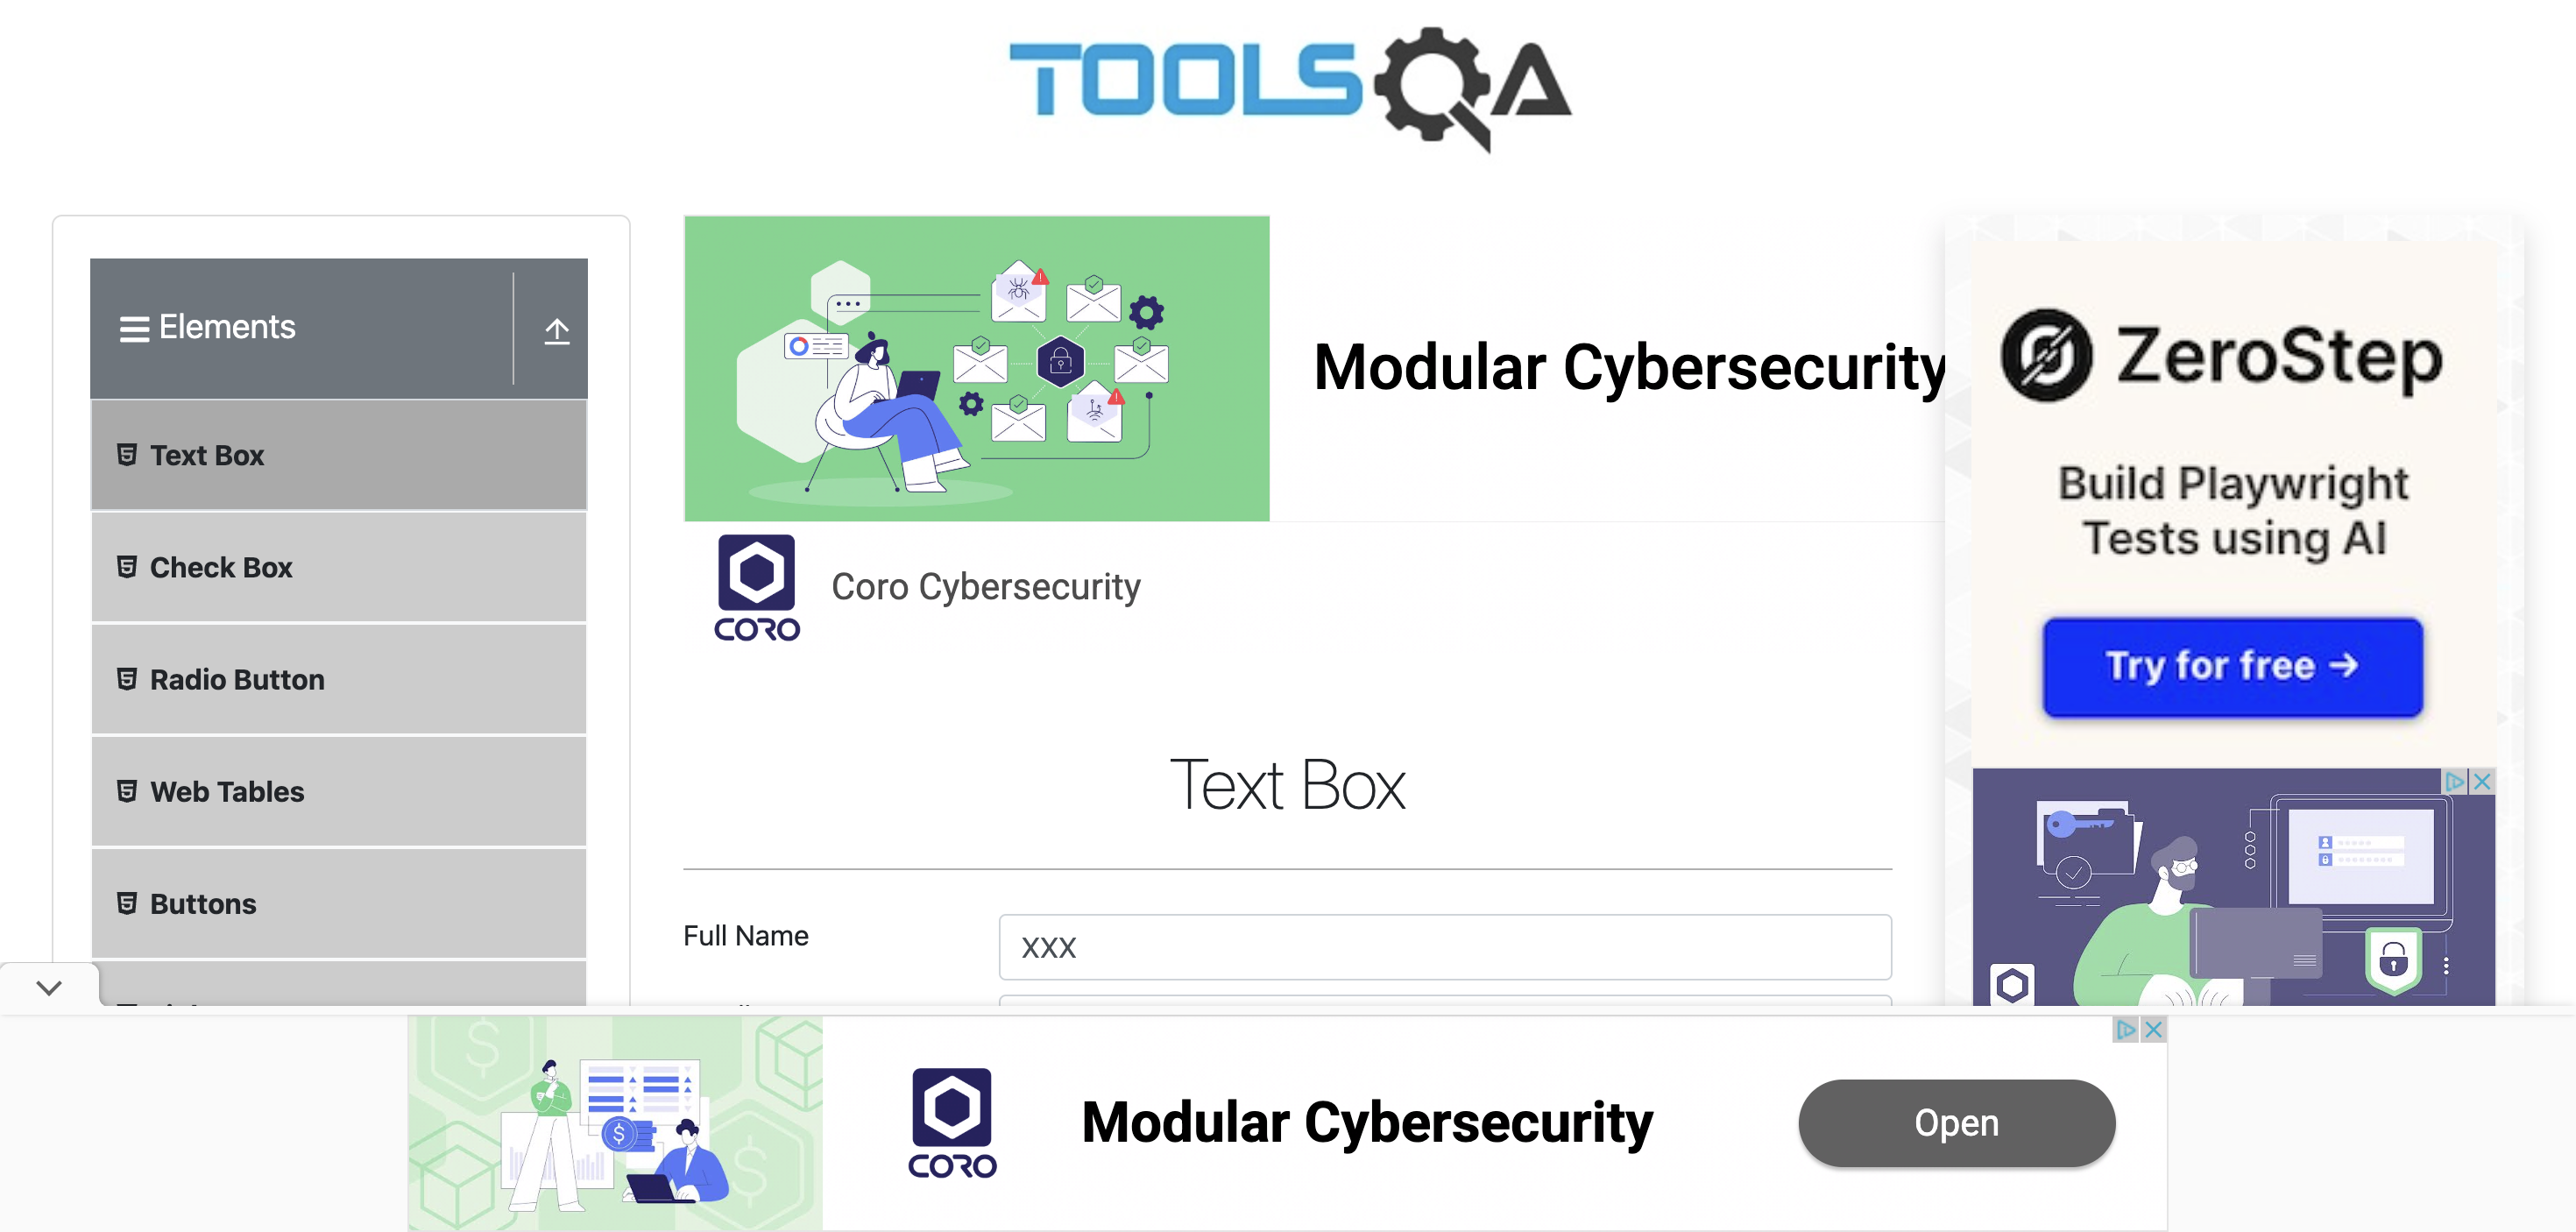 TOOLSQA
Elements
Text Box
Check Box
Radio Button
Web Tables
Buttons
Modular Cybersecurity
CORO
Coro Cybersecurity
Text Box
Full Name
XXX
ZeroStep
Build Playwright
Tests using AI
Try for free →
CORO
Modular Cybersecurity
Open